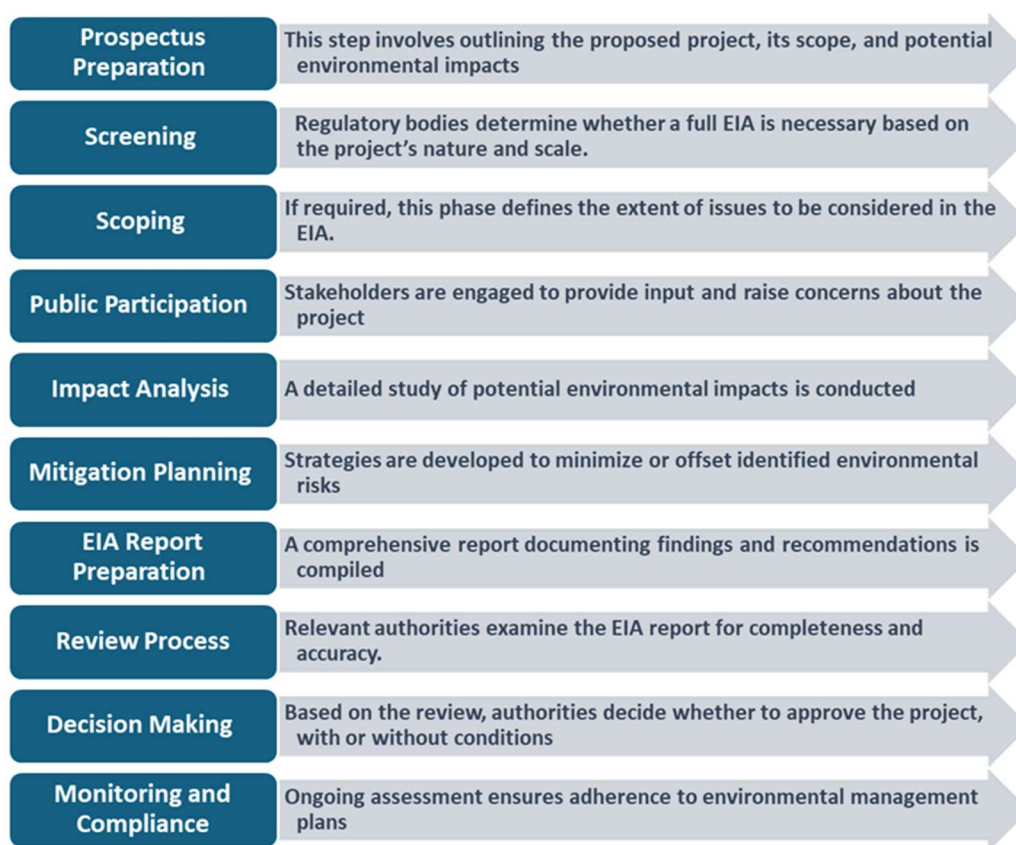 Prospectus
Preparation
This step involves outlining the proposed project, its scope, and potential
environmental impacts
Screening
Regulatory bodies determine whether a full EIA is necessary based on
the project's nature and scale.
Scoping
If required, this phase defines the extent of issues to be considered in the
EIA.
Public Participation
Stakeholders are engaged to provide input and raise concerns about the
project
Impact Analysis
A detailed study of potential environmental impacts is conducted
Mitigation Planning
Strategies are developed to minimize or offset identified environmental
risks
EIA Report
Preparation
A comprehensive report documenting findings and recommendations is
compiled
Review Process
Relevant authorities examine the EIA report for completeness and
accuracy.
Decision Making
Based on the review, authorities decide whether to approve the project,
with or without conditions
Monitoring and
Compliance
Ongoing assessment ensures adherence to environmental management
plans